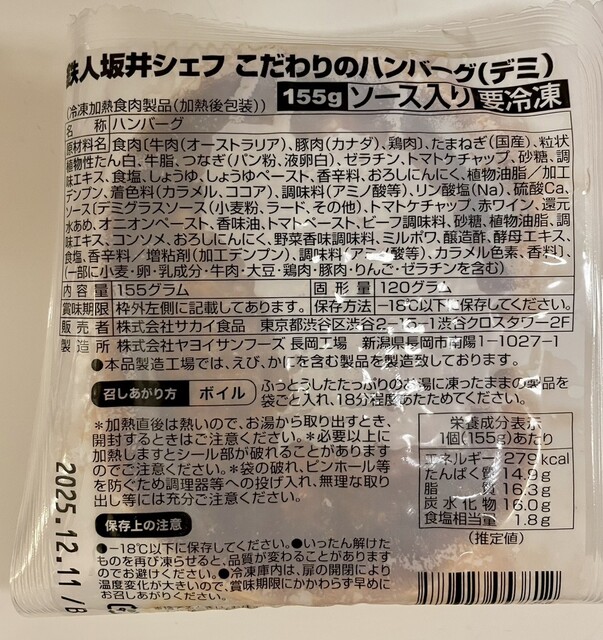 鉄人坂井シェフ こだわりのハンバーグ(デミ)
155g ソース入り 要冷凍
(冷凍加熱食肉製品(加熱後包装))
名 称 ハンバーグ
原材料名 食肉〔牛肉(オーストラリア)、豚肉(カナダ)、鶏肉〕、たまねぎ(国産)、粒状
植物性たん白、牛脂、つなぎ(パン粉、液卵白)、ゼラチン、トマトケチャップ、砂糖、調
味エキス、食塩、しょうゆ、しょうゆペースト、香辛料、おろしにんにく、植物油脂/加工
デンプン、着色料(カラメル、ココア)、調味料(アミノ酸等)、リン酸塩(Na)、硫酸Ca、
ソース〔デミグラスソース(小麦粉、ラード、その他)、トマトケチャップ、赤ワイン、還元
水あめ、オニオンペースト、香味油、トマトペースト、ビーフ調味料、砂糖、植物油脂、調
味エキス、コンソメ、おろしにんにく、野菜香味調味料、ミルポワ、醸造酢、酵母エキス、
食塩、香辛料/増粘剤(加工デンプン)、調味料(アミノ酸等)、カラメル色素、香料〕、
(一部に小麦・卵・乳成分・牛肉・大豆・鶏肉・豚肉・りんご・ゼラチンを含む)
内 容 量 155グラム 固 形 量 120グラム
賞味期限 枠外左側に記載してあります。 保存方法 −18℃以下で保存してください。
販 売 者 株式会社サカイ食品 東京都渋谷区渋谷2-15-1渋谷クロスタワー2F
製 造 所 株式会社ヤヨイサンフーズ 長岡工場 新潟県長岡市南陽1-1027-1
●本品製造工場では、えび、かにを含む製品を製造致しております。
召しあがり方 ボイル ふっとうしたたっぷりのお湯に凍ったままの製品を
袋ごと入れ、18分程度あたためてください。
*加熱直後は熱いので、お湯から取り出すとき、
開封するときはご注意ください。*必要以上に
加熱しますとシール部が破れることがあります
のでご注意ください。*袋の破れ、ピンホール等
を防ぐため調理器等への投げ入れ、無理な取り
出し等には充分ご注意ください。
栄養成分表示
1個(155g)あたり
エネルギー 279kcal
たんぱく質 14.9g
脂 質 16.3g
炭水化物 16.0g
食塩相当量 1.8g
(推定値)
保存上の注意
●−18℃以下で保存してください。●いったん解けた
ものを再び凍らせると、品質が変わることがあります
のでお避けください。●冷凍庫内は、扉の開閉により
温度変化が大きいので、賞味期限にかかわらず早めに
お召しあがりください。
2025.12.11/B